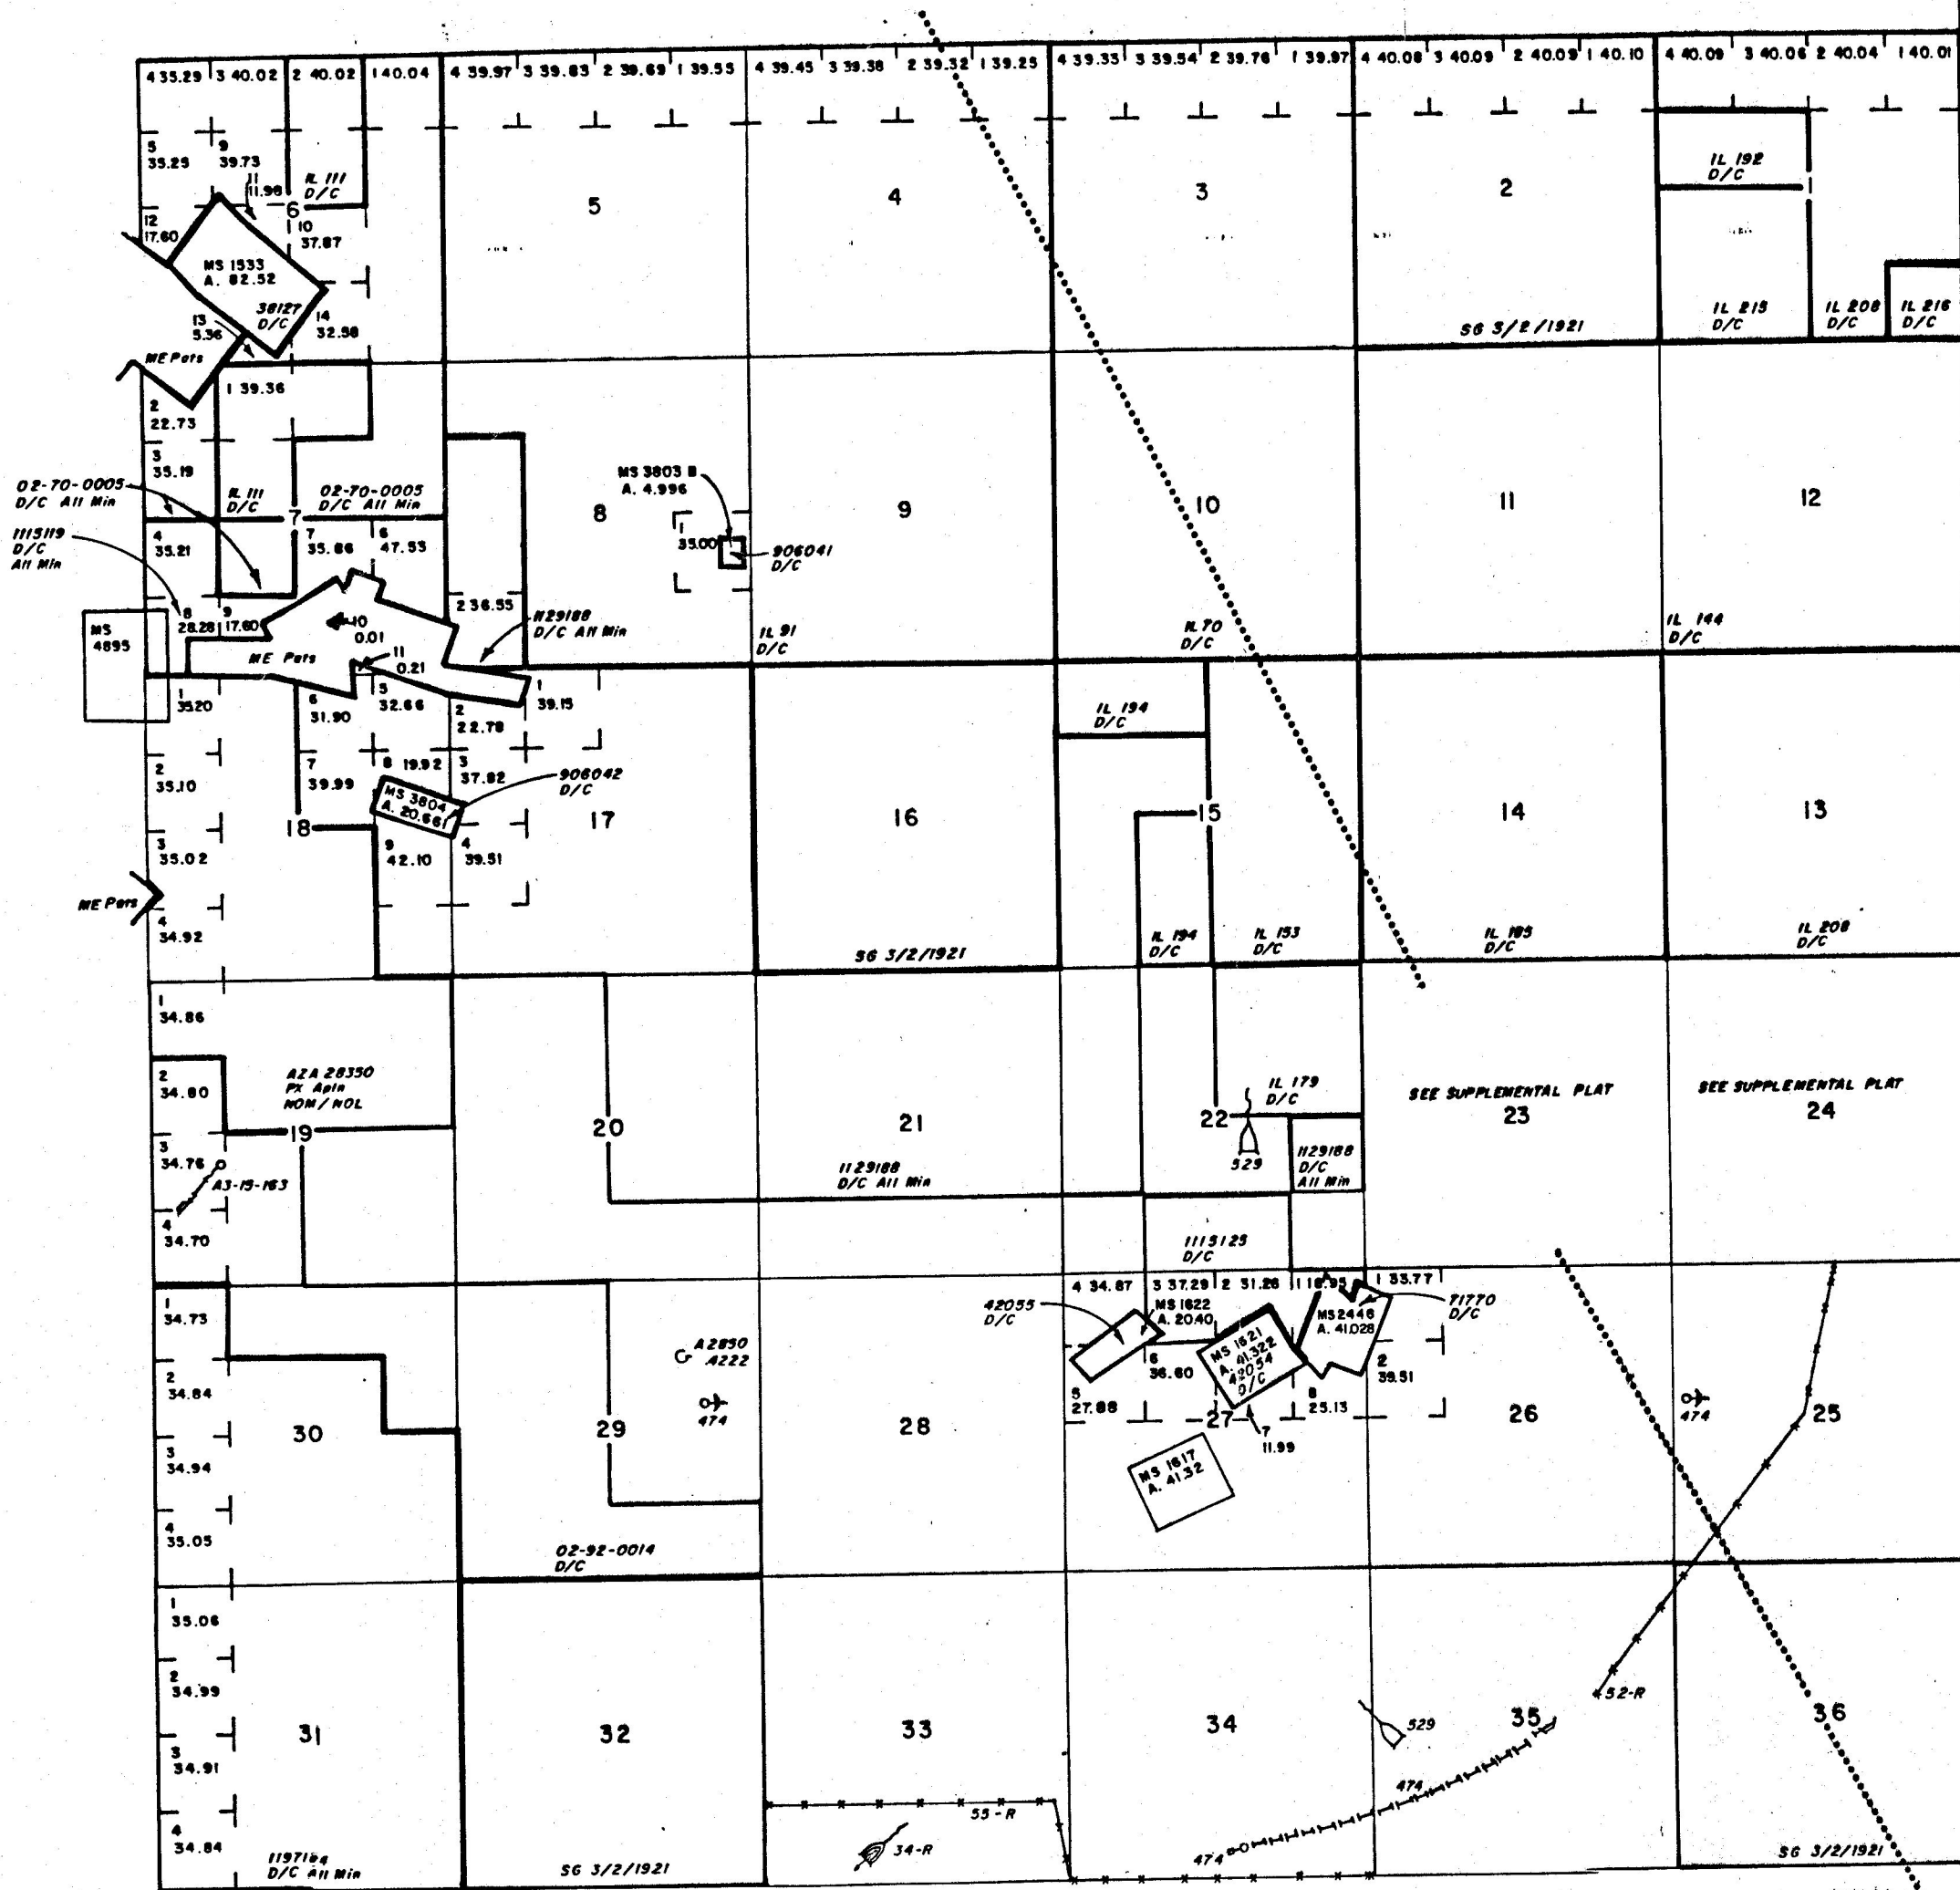 4 35.29 3 40.02 2 40.02 1 40.04 4 39.97 3 39.83 2 39.69 1 39.55 4 39.45 3 39.38 2 39.32 1 39.25 4 39.33 3 39.54 2 39.76 1 39.97 4 40.08 3 40.09 2 40.09 1 40.10 4 40.09 3 40.06 2 40.04 1 40.01
5
35.25
9
39.73
11
11.98
IL 111
D/C
6
12
17.60
10
37.87
MS 1533
A. 82.52
38127
D/C
13
5.36
14
32.58
ME Pats
5
4
3
2
SG 3/2/1921
IL 192
D/C
1
IL 215
D/C
IL 208
D/C
IL 216
D/C
1 39.36
2
22.73
3
35.19
02-70-0005
D/C All Min
IL 111
D/C
02-70-0005
D/C All Min
7
1115119
D/C
All Min
4
35.21
7
35.86
6
47.53
8
28.28
9
17.60
10
0.01
11
0.21
ME Pats
MS
4895
2 36.55
1129188
D/C All Min
8
MS 3803 B
A. 4.996
1
35.00
906041
D/C
9
IL 91
D/C
10
IL 70
D/C
11
12
IL 144
D/C
1
35.20
6
31.90
5
32.66
2
22.78
1
39.15
2
35.10
7
39.99
8 19.92
3
37.82
906042
D/C
MS 3804
A. 20.661
18
17
3
35.02
9
42.10
4
39.51
ME Pats
4
34.92
16
SG 3/2/1921
IL 194
D/C
15
IL 194
D/C
IL 153
D/C
14
IL 185
D/C
13
IL 208
D/C
1
34.86
2
34.80
AZA 28350
PX Apln
NOM/NOL
19
3
34.76
A3-15-163
4
34.70
20
21
1129188
D/C All Min
IL 179
D/C
22
529
1129188
D/C
All Min
1115125
D/C
SEE SUPPLEMENTAL PLAT
23
SEE SUPPLEMENTAL PLAT
24
1
34.73
2
34.84
30
3
34.94
4
35.05
A 2850
A222
474
29
02-92-0014
D/C
28
4 34.87 3 37.29 2 31.26 1 18.95 1 33.77
42055
D/C
MS 1622
A. 20.40
MS 1621
A. 41.322
42054
D/C
MS 2446
A. 41.028
71770
D/C
6
36.60
5
27.88
2
39.51
8
25.13
27
7
11.99
MS 1617
A. 41.32
26
474
25
1
35.06
2
34.99
31
3
34.91
4
34.84
1197184
D/C All Min
32
SG 3/2/1921
33
55-R
34-R
34
529
474
474
35
52-R
36
SG 3/2/1921